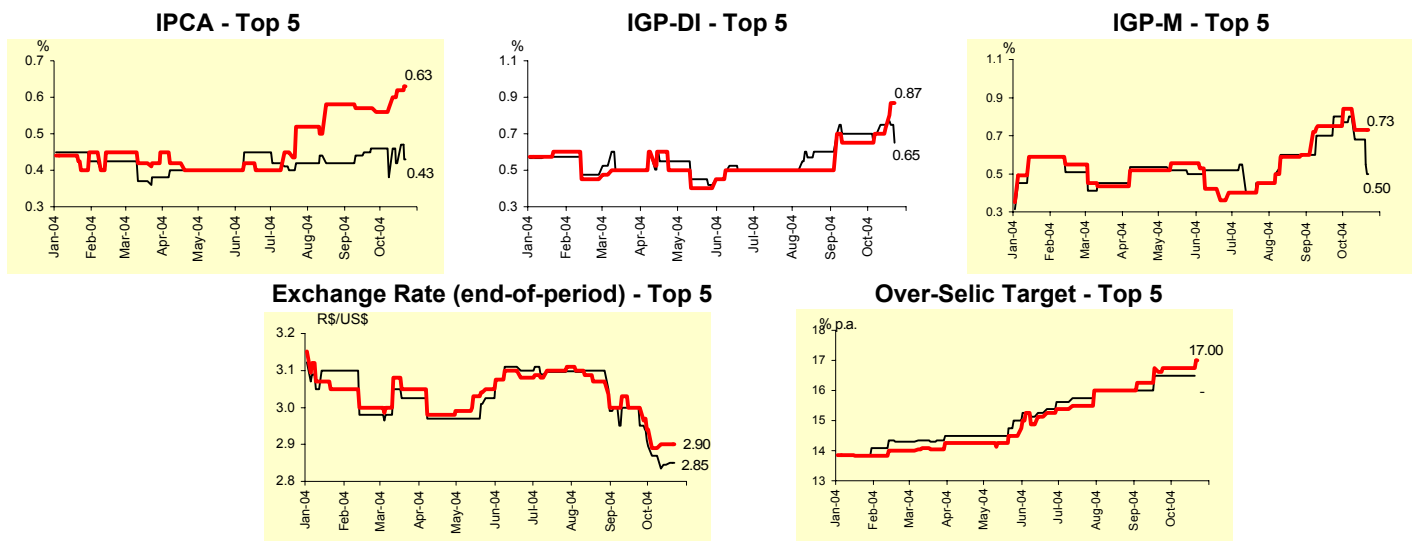 IPCA - Top 5
%
0.7
0.6
0.5
0.4
0.3
0.63
0.43
Jan-04
Feb-04
Mar-04
Apr-04
May-04
Jun-04
Jul-04
Aug-04
Sep-04
Oct-04
IGP-DI - Top 5
%
1.1
0.9
0.7
0.5
0.3
0.87
0.65
Jan-04
Feb-04
Mar-04
Apr-04
May-04
Jun-04
Jul-04
Aug-04
Sep-04
Oct-04
IGP-M - Top 5
%
1.1
0.9
0.7
0.5
0.3
0.73
0.50
Jan-04
Feb-04
Mar-04
Apr-04
May-04
Jun-04
Jul-04
Aug-04
Sep-04
Oct-04
Exchange Rate (end-of-period) - Top 5
R$/US$
3.2
3.1
3.0
2.9
2.8
2.90
2.85
Jan-04
Feb-04
Mar-04
Apr-04
May-04
Jun-04
Jul-04
Aug-04
Sep-04
Oct-04
Over-Selic Target - Top 5
% p.a.
18
17
16
15
14
13
17.00
-
Jan-04
Feb-04
Mar-04
Apr-04
May-04
Jun-04
Jul-04
Aug-04
Sep-04
Oct-04